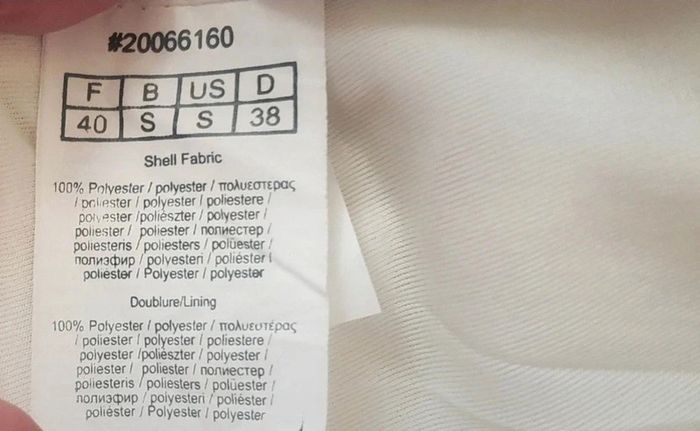 #20066160
F B US D
40 S S 38
Shell Fabric
100% Polyester / polyester / πολυεστερας
/ poliester / polyester / poliestere /
polyester /poliészter / polyester /
poliester / poliester / полиестер /
poliesteris / poliesters / polüester /
полиэфир / polyesteri / poliéster /
poliéster / Polyester / polyester
Doublure/Lining
100% Polyester / polyester / πολυευτέρας
/ poliester / polyester / poliestere /
polyester /poliészter / polyester /
poliester / poliester / полиестер /
poliesteris / poliesters / polüester /
полиэфир / polyesteri / poliéster /
poliéster / Polyester / polyester